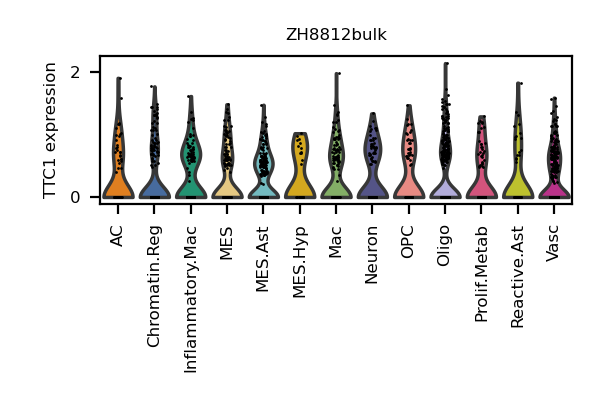 ZH8812bulk
TTC1 expression
2
0
AC
Chromatin.Reg
Inflammatory.Mac
MES
MES.Ast
MES.Hyp
Mac
Neuron
OPC
Oligo
Prolif.Metab
Reactive.Ast
Vasc